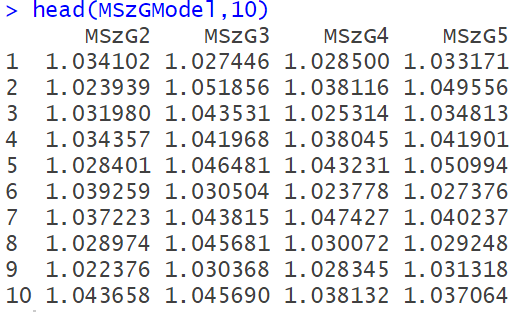 > head(MSzGModel,10)
MSzG2 MSzG3 MSzG4 MSzG5
1 1.034102 1.027446 1.028500 1.033171
2 1.023939 1.051856 1.038116 1.049556
3 1.031980 1.043531 1.025314 1.034813
4 1.034357 1.041968 1.038045 1.041901
5 1.028401 1.046481 1.043231 1.050994
6 1.039259 1.030504 1.023778 1.027376
7 1.037223 1.043815 1.047427 1.040237
8 1.028974 1.045681 1.030072 1.029248
9 1.022376 1.030368 1.028345 1.031318
10 1.043658 1.045690 1.038132 1.037064